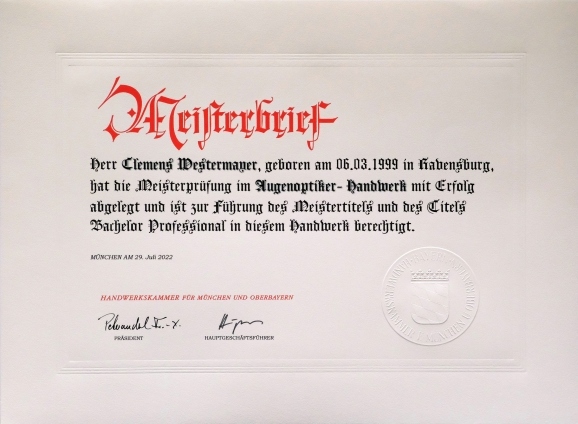 Meisterbrief
Herr Clemens Westermayer, geboren am 06.03.1999 in Ravensburg,
hat die Meisterprüfung im Augenoptiker-Handwerk mit Erfolg
abgelegt und ist zur Führung des Meistertitels und des Titels
Bachelor Professional in diesem Handwerk berechtigt.
MÜNCHEN AM 29. Juli 2022
HANDWERKSKAMMER FÜR MÜNCHEN UND OBERBAYERN
PRÄSIDENT HAUPTGESCHÄFTSFÜHRER